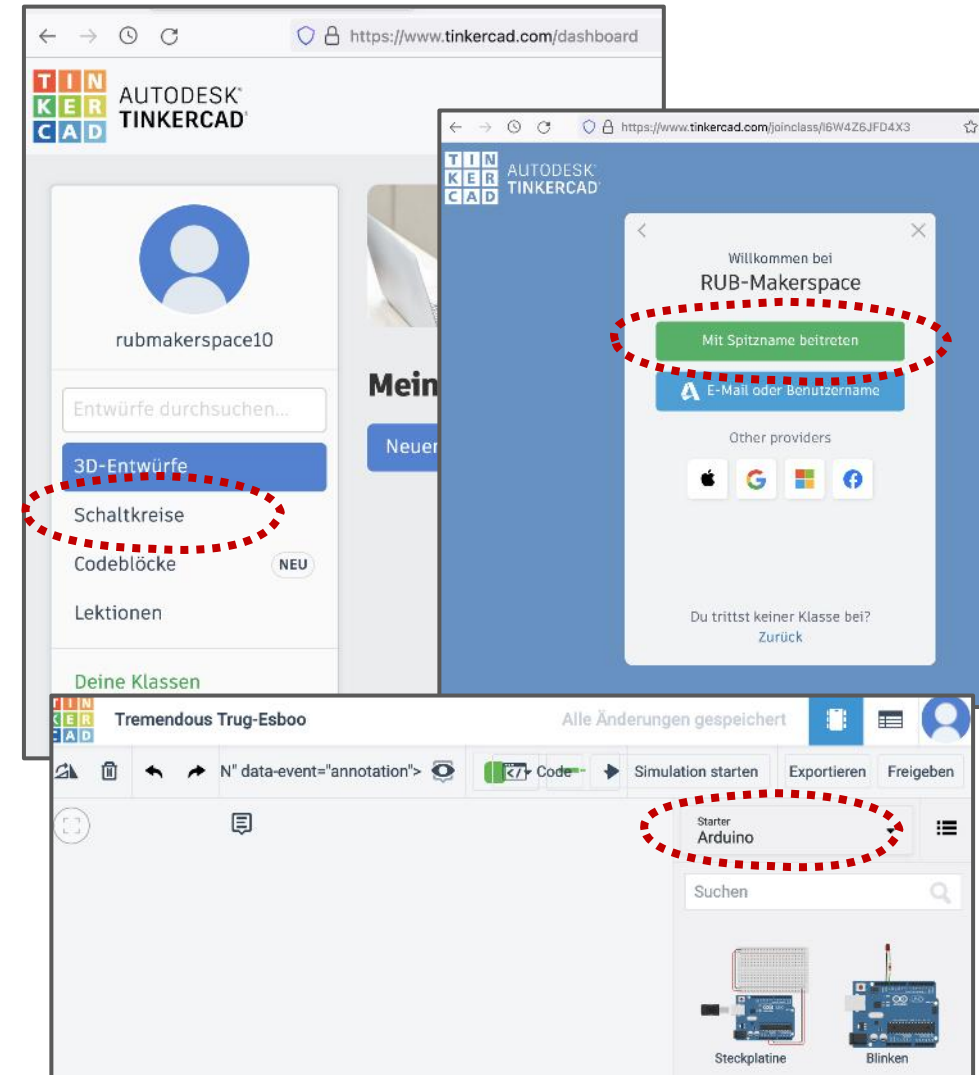 https://www.tinkercad.com/dashboard
TIN
KER
CAD
AUTODESK
TINKERCAD
rubmakerspace10
Entwürfe durchsuchen...
3D-Entwürfe
Schaltkreise
Codeblöcke NEU
Lektionen
Deine Klassen
Mein
Neuer
https://www.tinkercad.com/joinclass/I6W4Z6JFD4X3
TIN
KER
CAD
AUTODESK
TINKERCAD
Willkommen bei
RUB-Makerspace
Mit Spitzname beitreten
E-Mail oder Benutzername
Other providers
Du trittst keiner Klasse bei?
Zurück
TIN
KER
CAD
Tremendous Trug-Esboo Alle Änderungen gespeichert
N" data-event="annotation"> Code Simulation starten Exportieren Freigeben
Starter
Arduino
Suchen
Steckplatine Blinken